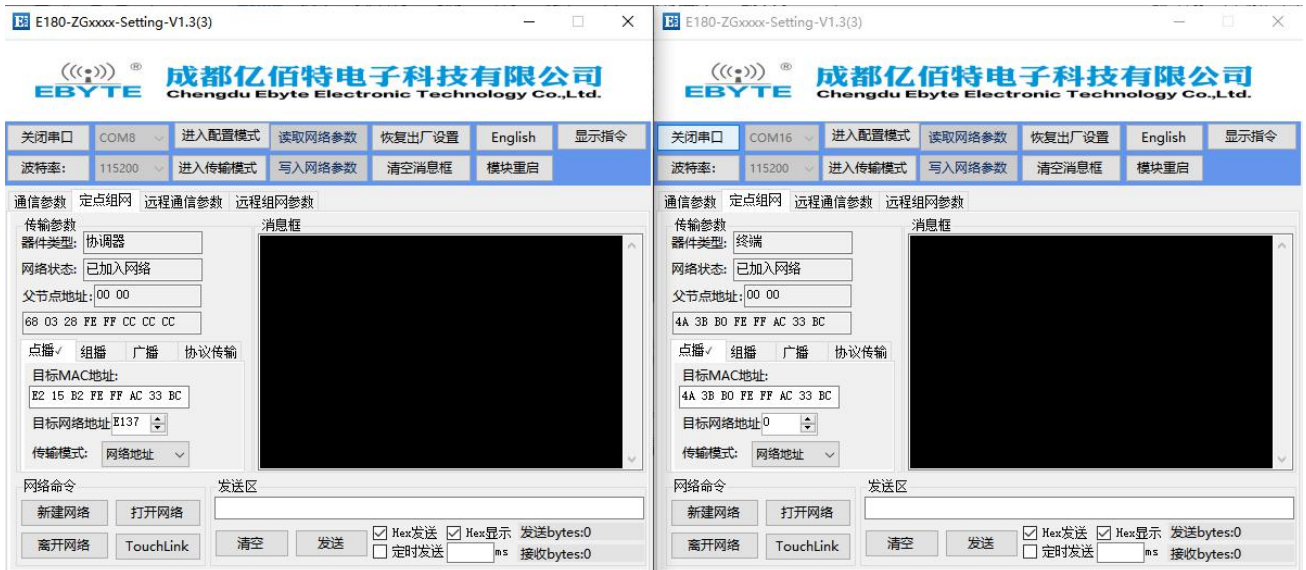 E180-ZGxxxx-Setting-V1.3(3)
EBYTE ®
成都亿佰特电子科技有限公司
Chengdu Ebyte Electronic Technology Co.,Ltd.
关闭串口 COM8 进入配置模式 读取网络参数 恢复出厂设置 English 显示指令
波特率: 115200 进入传输模式 写入网络参数 清空消息框 模块重启
通信参数 定点组网 远程通信参数 远程组网参数
传输参数 消息框
器件类型: 协调器
网络状态: 已加入网络
父节点地址: 00 00
68 03 28 FE FF CC CC CC
点播✓ 组播 广播 协议传输
目标MAC地址:
E2 15 B2 FE FF AC 33 BC
目标网络地址 E137
传输模式: 网络地址
网络命令 发送区
新建网络 打开网络
离开网络 TouchLink 清空 发送
Hex发送 Hex显示 发送bytes:0
定时发送 ms 接收bytes:0
E180-ZGxxxx-Setting-V1.3(3)
EBYTE ®
成都亿佰特电子科技有限公司
Chengdu Ebyte Electronic Technology Co.,Ltd.
关闭串口 COM16 进入配置模式 读取网络参数 恢复出厂设置 English 显示指令
波特率: 115200 进入传输模式 写入网络参数 清空消息框 模块重启
通信参数 定点组网 远程通信参数 远程组网参数
传输参数 消息框
器件类型: 终端
网络状态: 已加入网络
父节点地址: 00 00
4A 3B B0 FE FF AC 33 BC
点播✓ 组播 广播 协议传输
目标MAC地址:
4A 3B B0 FE FF AC 33 BC
目标网络地址 0
传输模式: 网络地址
网络命令 发送区
新建网络 打开网络
离开网络 TouchLink 清空 发送
Hex发送 Hex显示 发送bytes:0
定时发送 ms 接收bytes:0